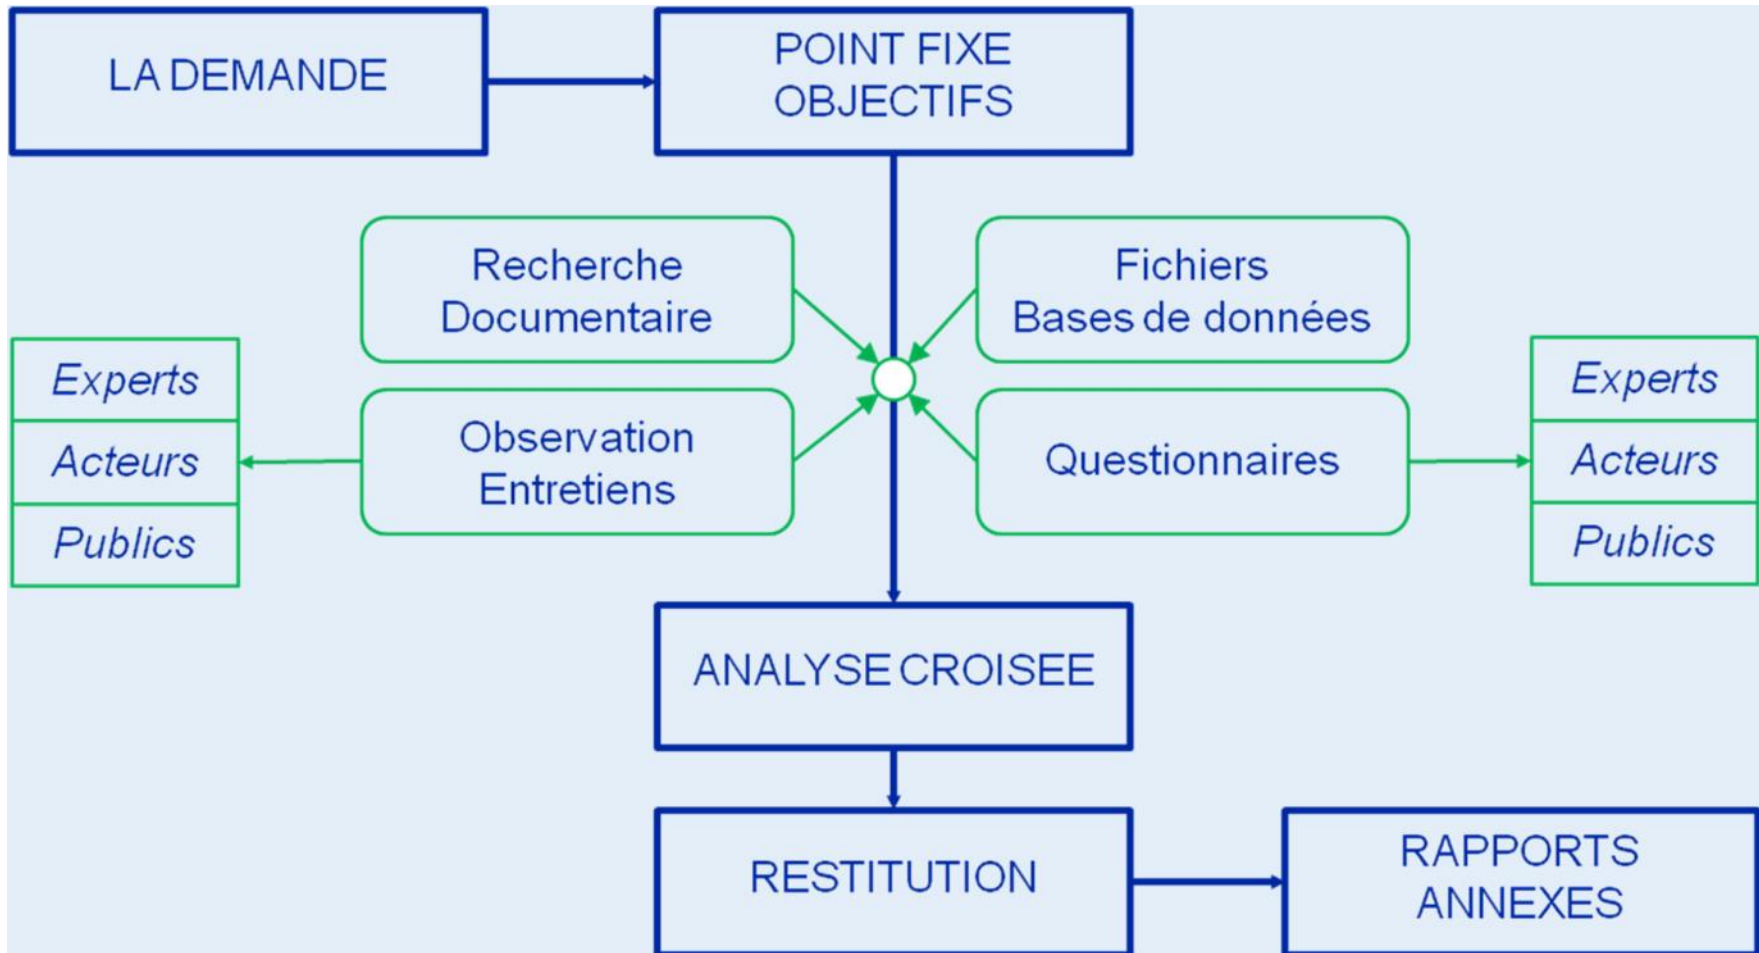 LA DEMANDE
POINT FIXE
OBJECTIFS
Recherche
Documentaire
Fichiers
Bases de données
Experts
Acteurs
Publics
Observation
Entretiens
Questionnaires
Experts
Acteurs
Publics
ANALYSE CROISEE
RESTITUTION
RAPPORTS
ANNEXES